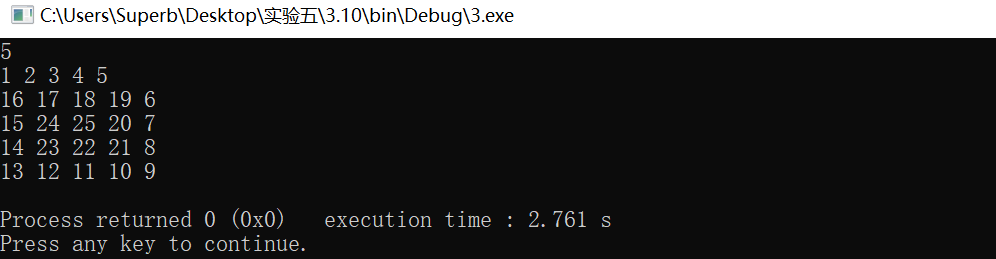 C:\Users\Superb\Desktop\实验五\3.10\bin\Debug\3.exe
5
1 2 3 4 5
16 17 18 19 6
15 24 25 20 7
14 23 22 21 8
13 12 11 10 9
Process returned 0 (0x0)   execution time : 2.761 s
Press any key to continue.